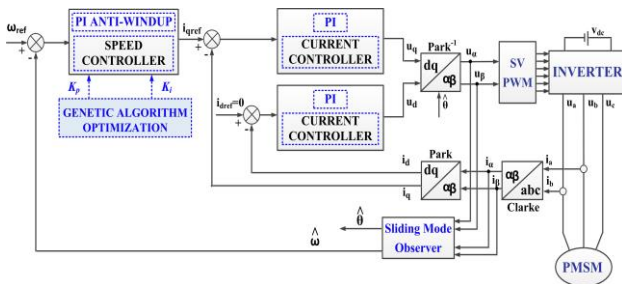 ω_ref
+
-
PI ANTI-WINDUP
SPEED
CONTROLLER
K_p
K_i
GENETIC ALGORITHM
OPTIMIZATION
i_qref
+
-
PI
CURRENT
CONTROLLER
i_dref=0
+
-
PI
CURRENT
CONTROLLER
u_q
u_d
Park⁻¹
dq
αβ
θ̂
u_α
u_β
SV
PWM
V_dc
INVERTER
u_a
u_b
u_c
i_d
i_q
Park
dq
αβ
i_α
i_β
αβ
abc
Clarke
i_a
i_b
θ̂
ω̂
Sliding Mode
Observer
PMSM